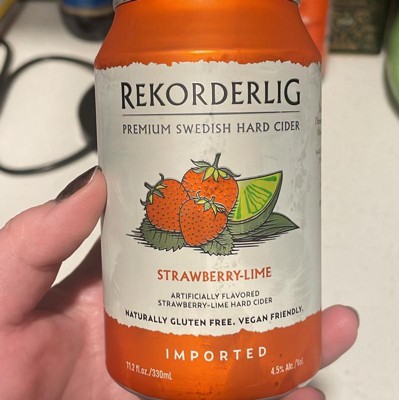 REKORDERLIG
PREMIUM SWEDISH HARD CIDER
STRAWBERRY-LIME
ARTIFICIALLY FLAVORED
STRAWBERRY-LIME HARD CIDER
NATURALLY GLUTEN FREE. VEGAN FRIENDLY.
IMPORTED
11.2 fl.oz./330mL
4.5% Alc./Vol.